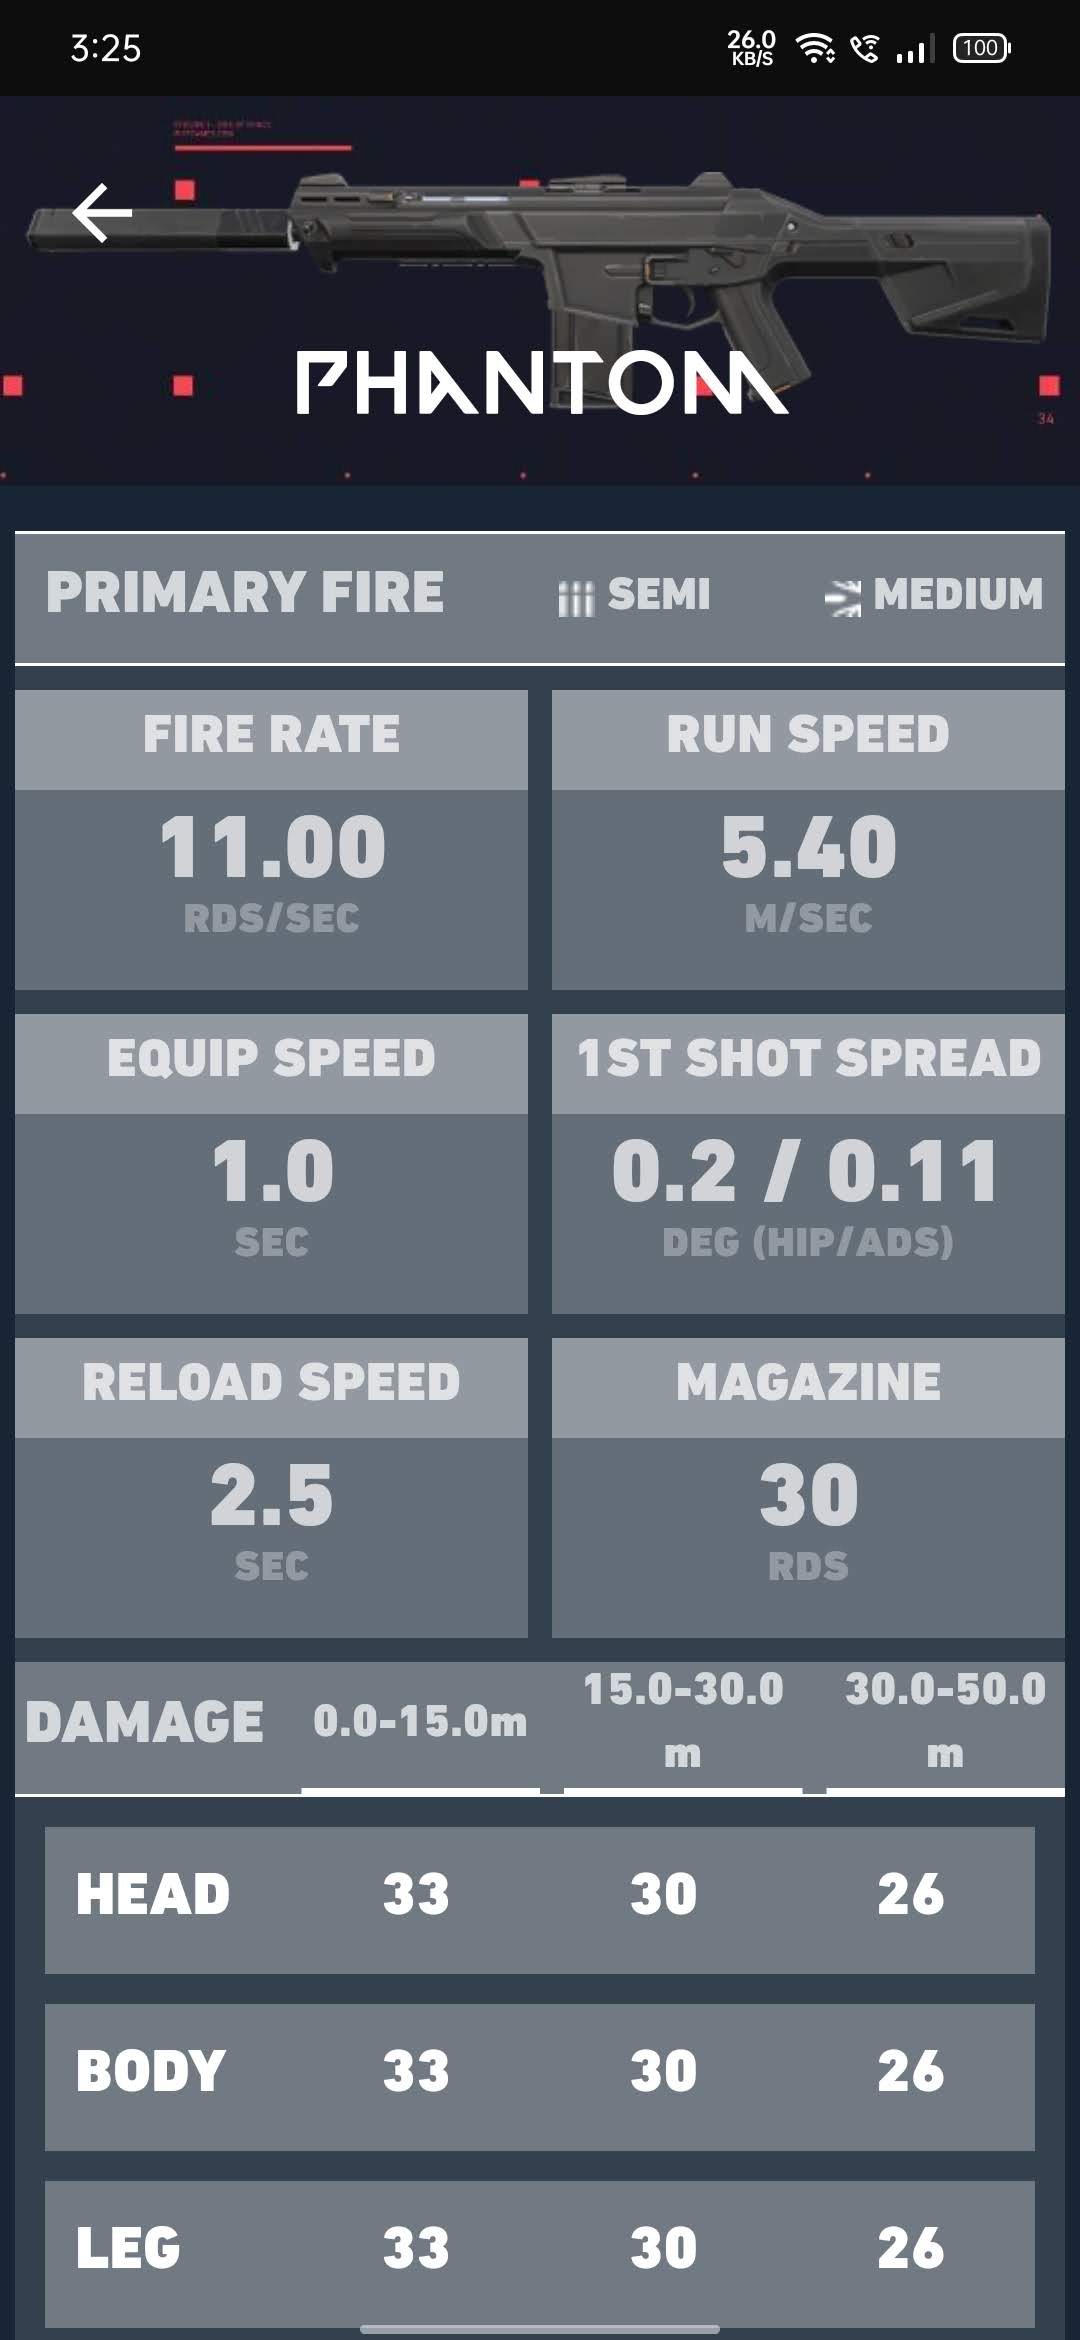 3:25
26.0
KB/S
100
PHANTOM
34
PRIMARY FIRE SEMI MEDIUM
FIRE RATE RUN SPEED
11.00 5.40
RDS/SEC M/SEC
EQUIP SPEED 1ST SHOT SPREAD
1.0 0.2 / 0.11
SEC DEG (HIP/ADS)
RELOAD SPEED MAGAZINE
2.5 30
SEC RDS
DAMAGE 0.0-15.0m 15.0-30.0 30.0-50.0
m m
HEAD 33 30 26
BODY 33 30 26
LEG 33 30 26